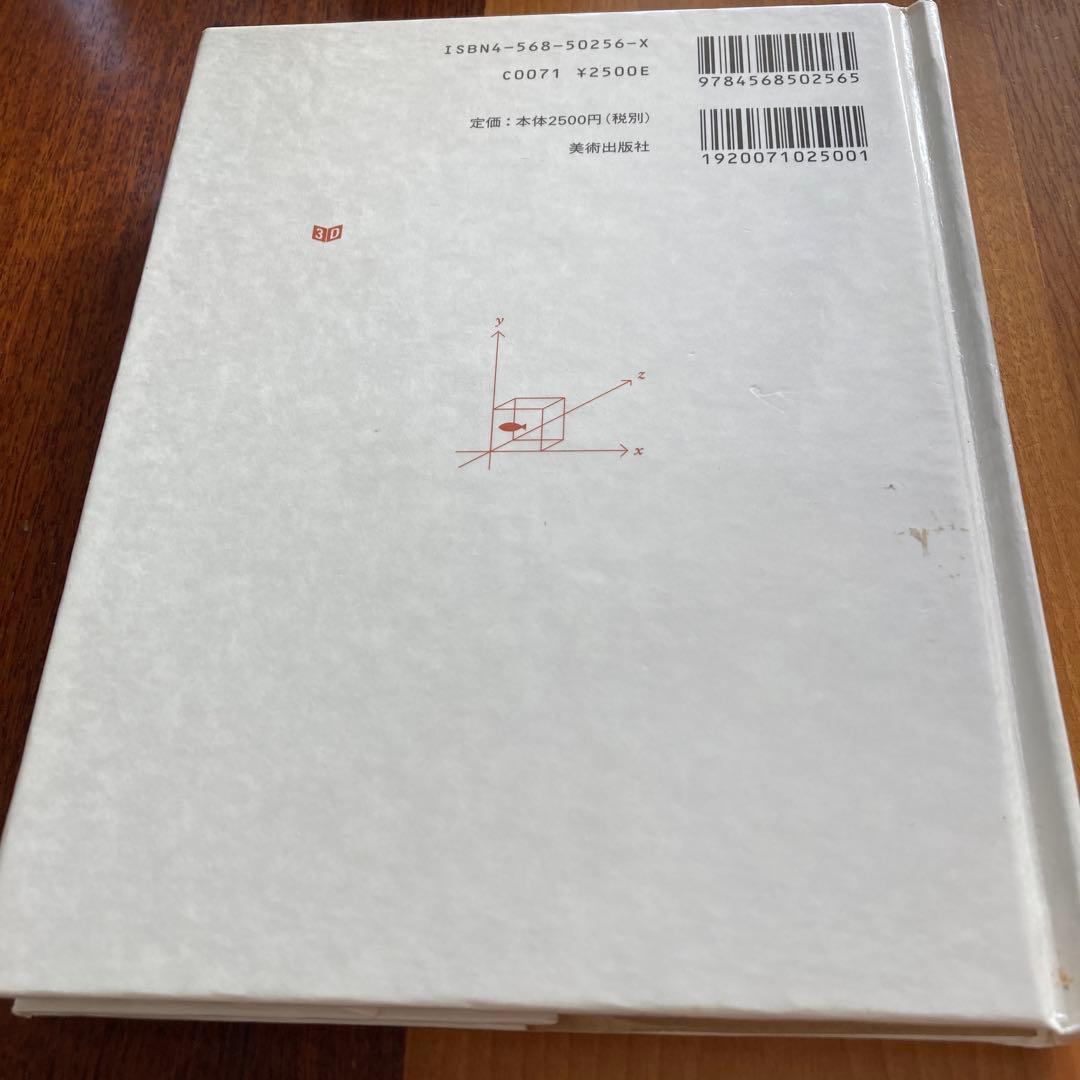 ISBN4-568-50256-X
C0071 ¥2500E
定価：本体2500円（税別）
美術出版社
9784568502565
1920071025001
3D
y
z
x